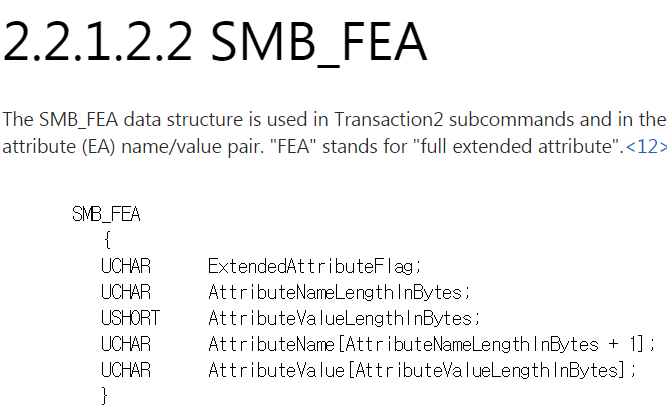 2.2.1.2.2 SMB_FEA
The SMB_FEA data structure is used in Transaction2 subcommands and in the
attribute (EA) name/value pair. "FEA" stands for "full extended attribute".<12>
SMB_FEA
{
UCHAR ExtendedAttributeFlag;
UCHAR AttributeNameLengthInBytes;
USHORT AttributeValueLengthInBytes;
UCHAR AttributeName[AttributeNameLengthInBytes + 1];
UCHAR AttributeValue[AttributeValueLengthInBytes];
}